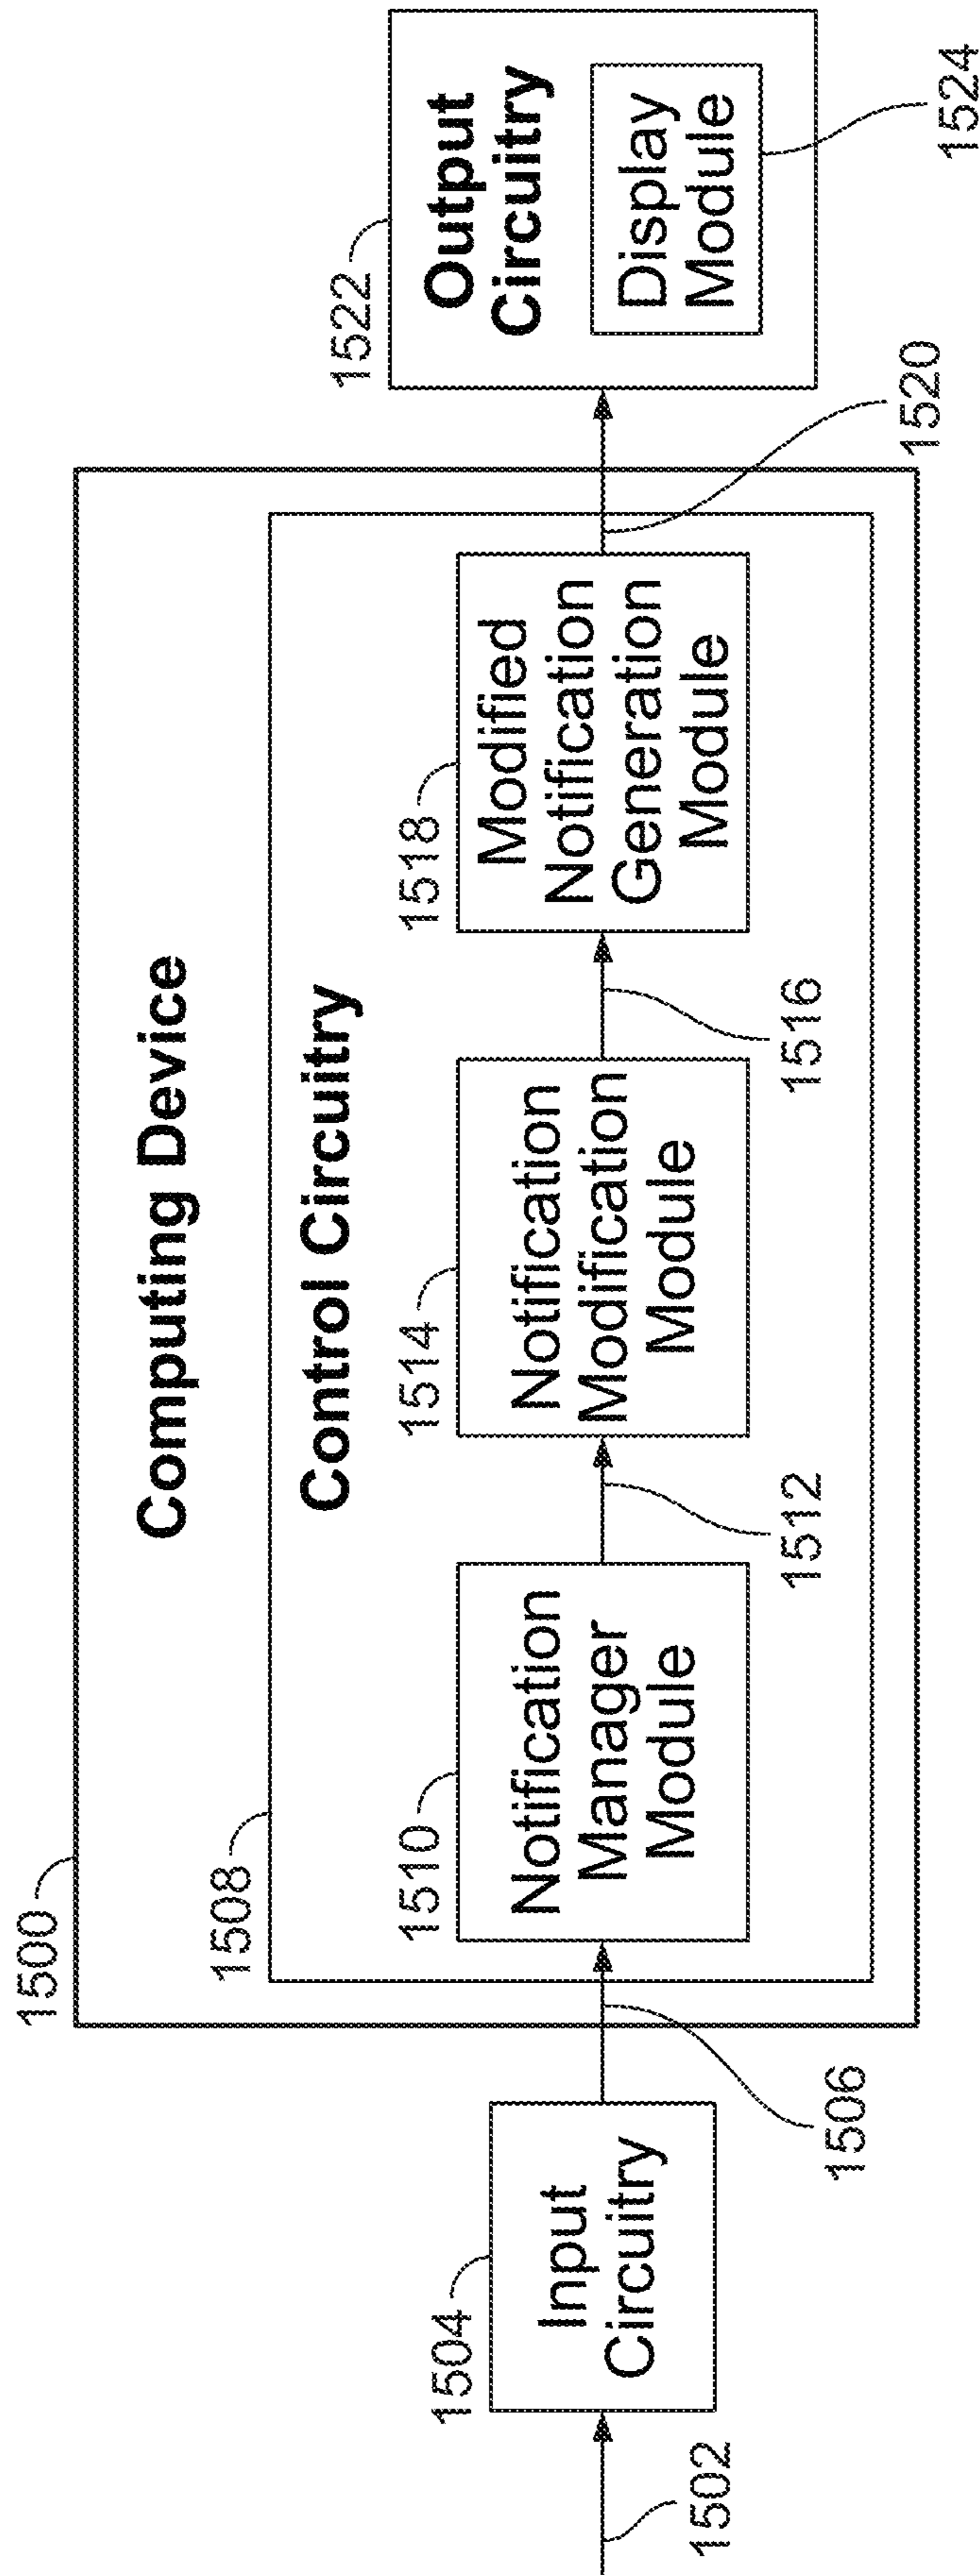 1500
Computing Device
1508
Control Circuitry
1502
1504
Input
Circuitry
1506
1510
Notification
Manager
Module
1512
1514
Notification
Modification
Module
1516
1518
Modified
Notification
Generation
Module
1520
1522
Output
Circuitry
Display
Module
1524